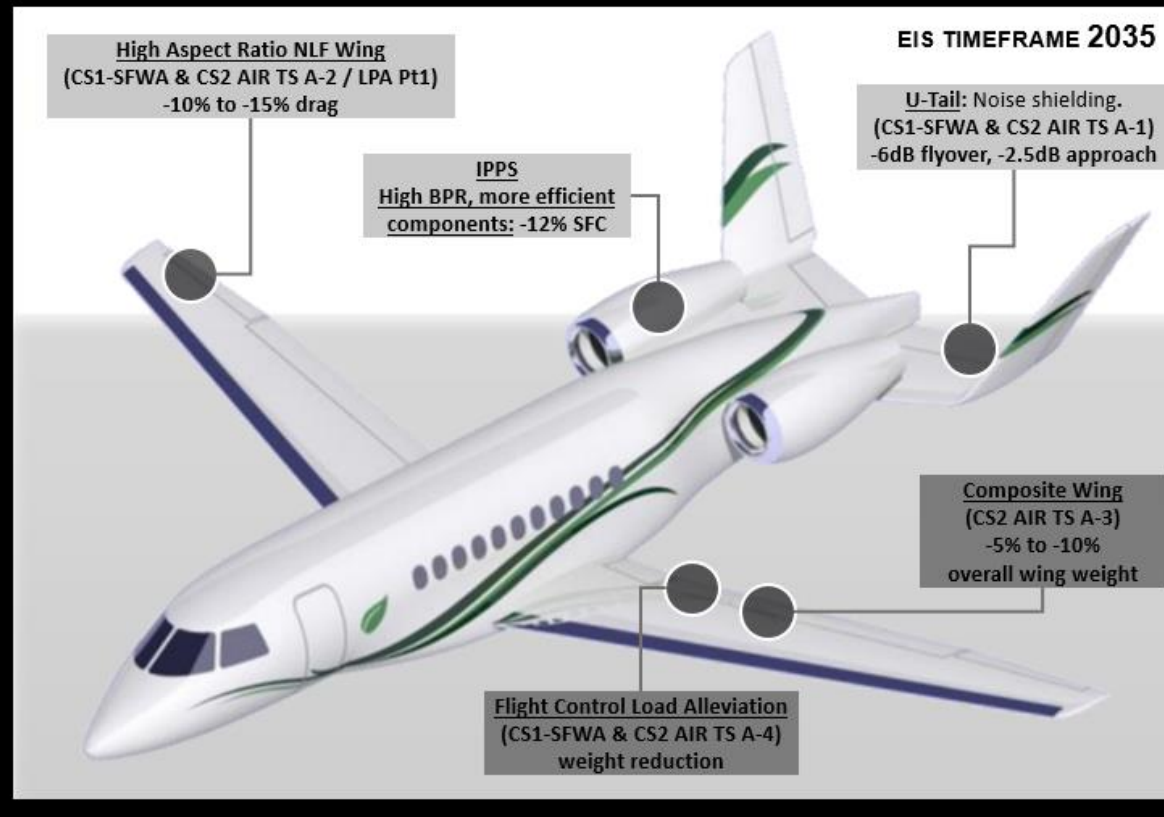 EIS TIMEFRAME 2035
High Aspect Ratio NLF Wing
(CS1-SFWA & CS2 AIR TS A-2 / LPA Pt1)
-10% to -15% drag
U-Tail: Noise shielding.
(CS1-SFWA & CS2 AIR TS A-1)
-6dB flyover, -2.5dB approach
IPPS
High BPR, more efficient
components: -12% SFC
Composite Wing
(CS2 AIR TS A-3)
-5% to -10%
overall wing weight
Flight Control Load Alleviation
(CS1-SFWA & CS2 AIR TS A-4)
weight reduction